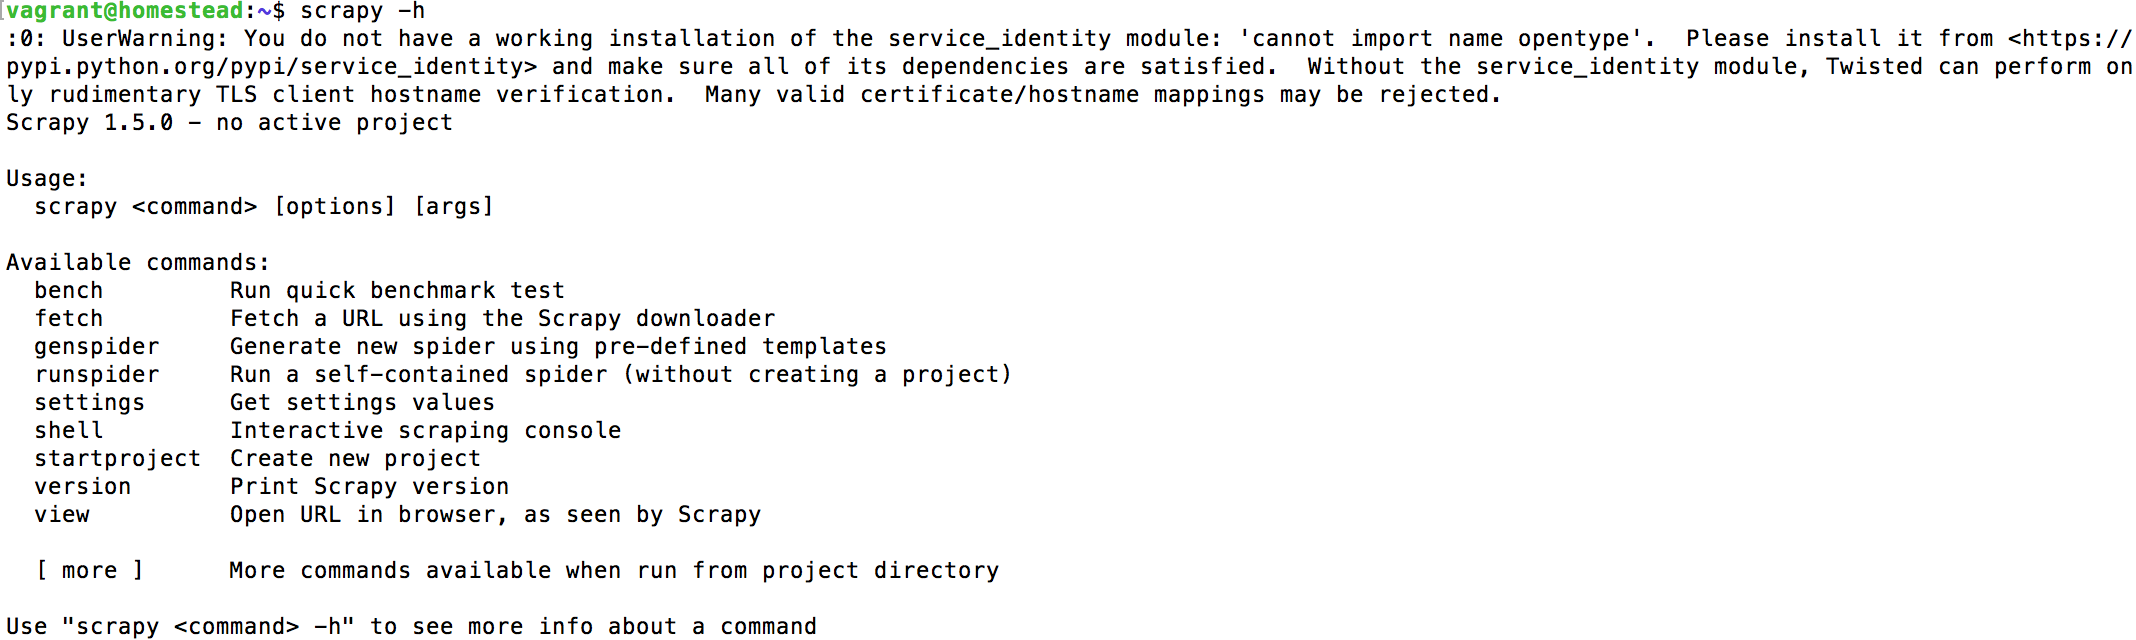 vagrant@homestead:~$ scrapy -h
:0: UserWarning: You do not have a working installation of the service_identity module: 'cannot import name opentype'.  Please install it from <https://
pypi.python.org/pypi/service_identity> and make sure all of its dependencies are satisfied.  Without the service_identity module, Twisted can perform on
ly rudimentary TLS client hostname verification.  Many valid certificate/hostname mappings may be rejected.
Scrapy 1.5.0 - no active project

Usage:
  scrapy <command> [options] [args]

Available commands:
  bench         Run quick benchmark test
  fetch         Fetch a URL using the Scrapy downloader
  genspider     Generate new spider using pre-defined templates
  runspider     Run a self-contained spider (without creating a project)
  settings      Get settings values
  shell         Interactive scraping console
  startproject  Create new project
  version       Print Scrapy version
  view          Open URL in browser, as seen by Scrapy

  [ more ]      More commands available when run from project directory

Use "scrapy <command> -h" to see more info about a command